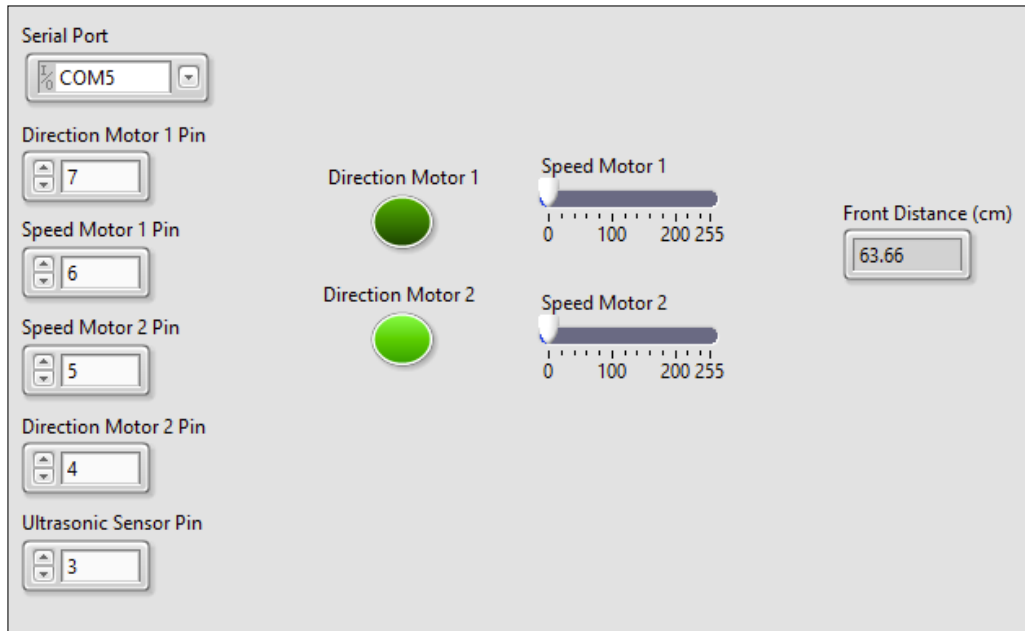 Serial Port
I/O COM5
Direction Motor 1 Pin
7
Speed Motor 1 Pin
6
Speed Motor 2 Pin
5
Direction Motor 2 Pin
4
Ultrasonic Sensor Pin
3
Direction Motor 1
Direction Motor 2
Speed Motor 1
0 100 200 255
Speed Motor 2
0 100 200 255
Front Distance (cm)
63.66